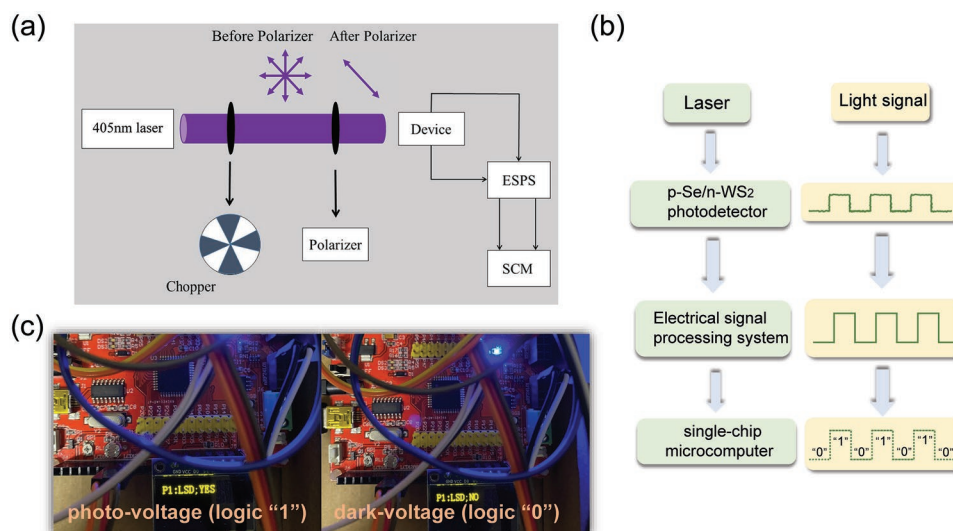 (a)
Before Polarizer
After Polarizer
405nm laser
Device
ESPS
SCM
Polarizer
Chopper
(b)
Laser
Light signal
p-Se/n-WS₂
photodetector
Electrical signal
processing system
single-chip
microcomputer
"0" "1" "0" "1" "0" "1" "0"
(c)
P1:LSD;YES
photo-voltage (logic "1")
P1:LSD;NO
dark-voltage (logic "0")